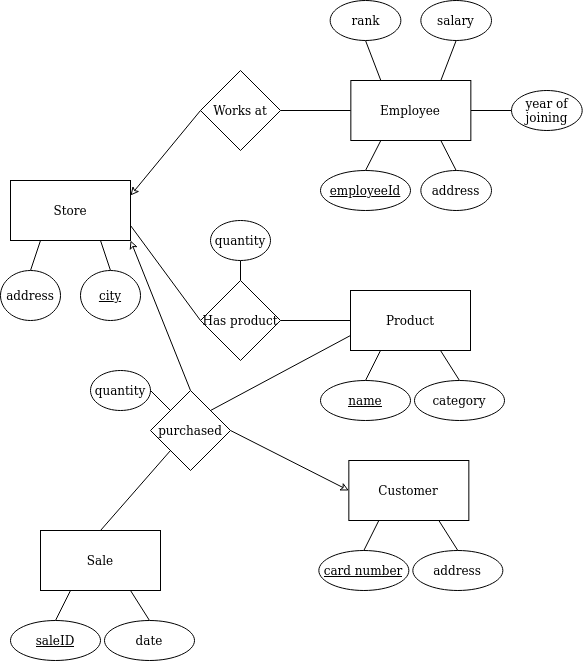 rank
salary
Works at
Employee
year of
joining
employeeId
address
Store
quantity
address
city
Has product
Product
quantity
name
category
purchased
Customer
Sale
card number
address
saleID
date